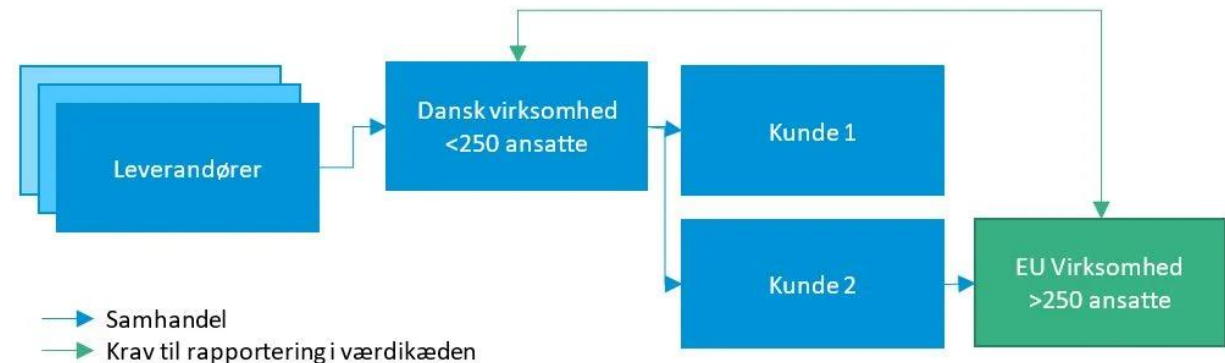 Leverandører
Dansk virksomhed
<250 ansatte
Kunde 1
Kunde 2
EU Virksomhed
>250 ansatte
Samhandel
Krav til rapportering i værdikæden